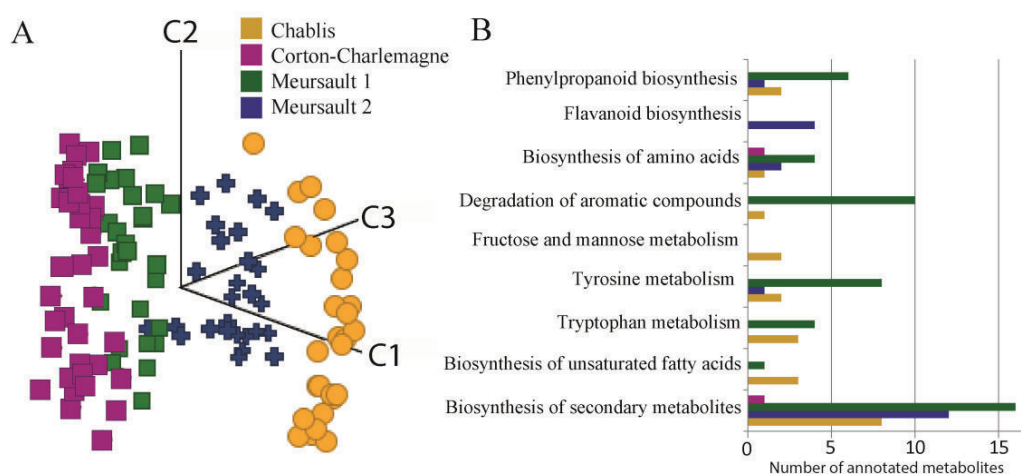 A
C2
Chablis
Corton-Charlemagne
Meursault 1
Meursault 2
C3
C1
B
Phenylpropanoid biosynthesis
Flavanoid biosynthesis
Biosynthesis of amino acids
Degradation of aromatic compounds
Fructose and mannose metabolism
Tyrosine metabolism
Tryptophan metabolism
Biosynthesis of unsaturated fatty acids
Biosynthesis of secondary metabolites
0 5 10 15
Number of annotated metabolites